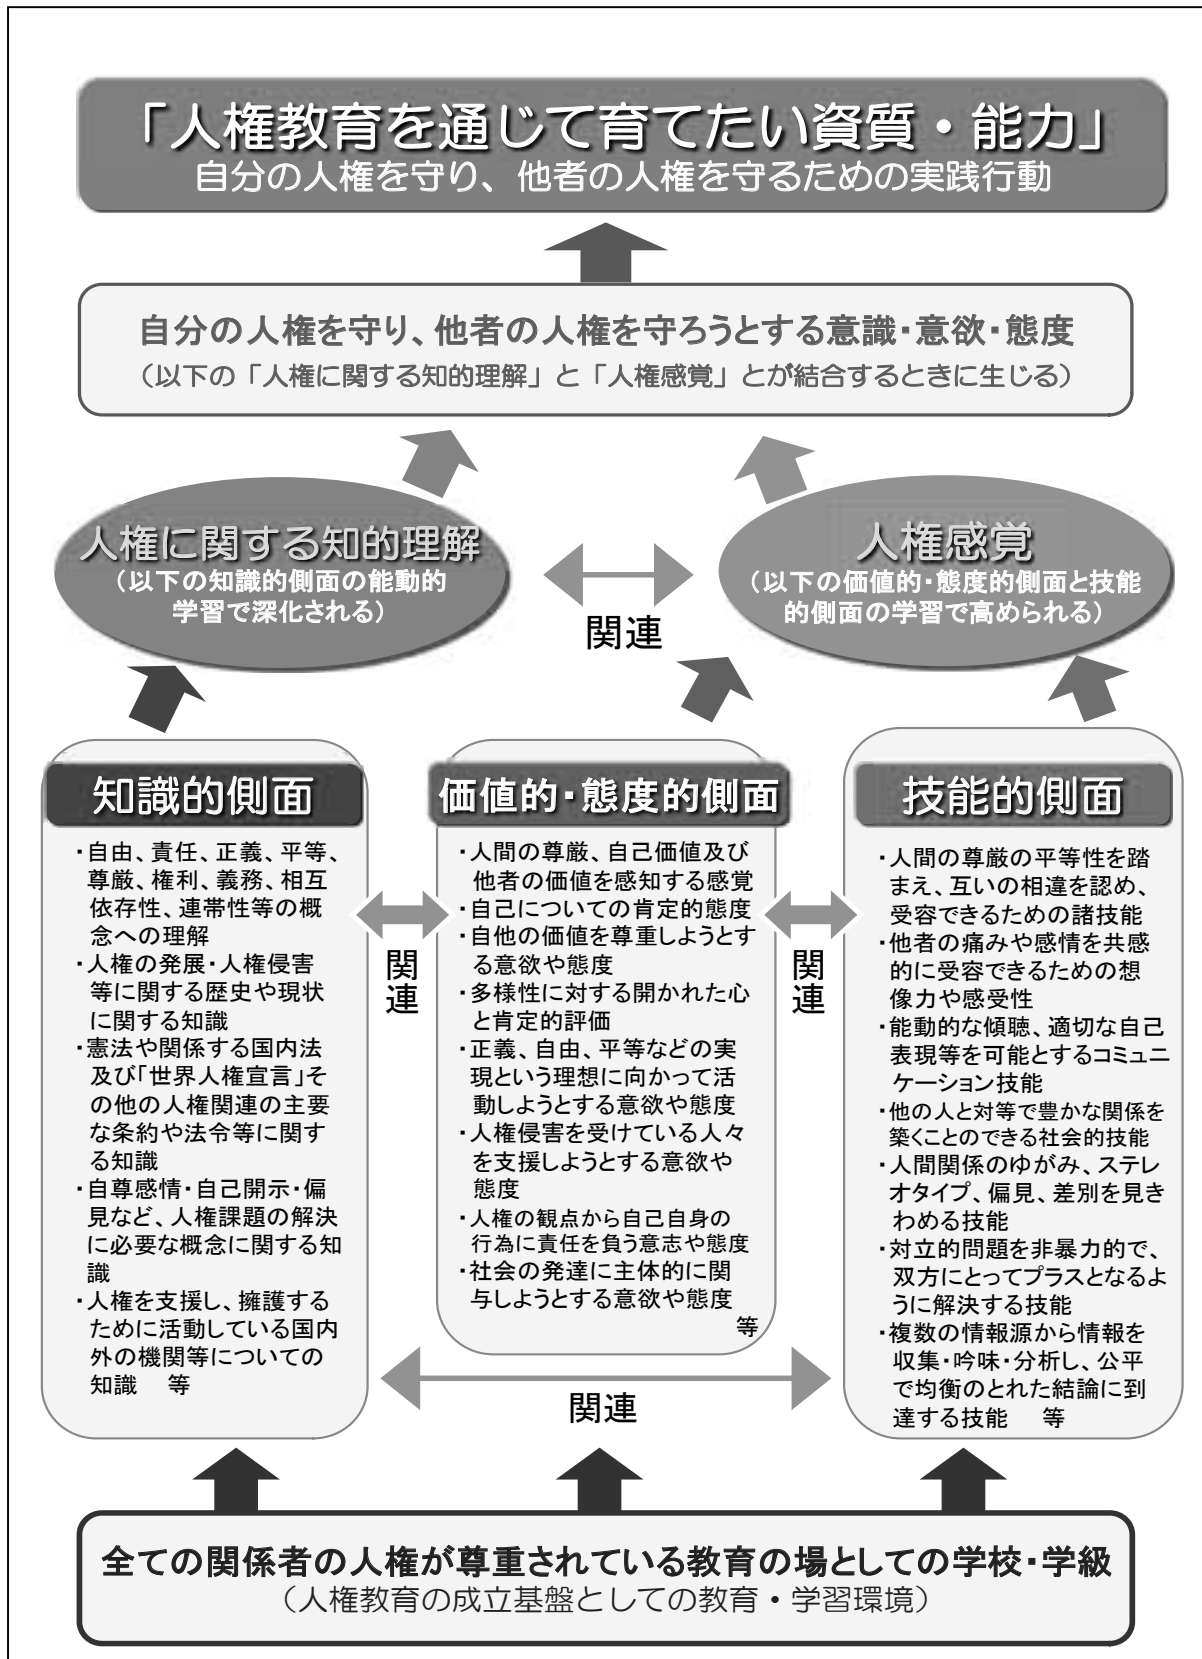 「人権教育を通じて育てたい資質・能力」
自分の人権を守り、他者の人権を守るための実践行動
自分の人権を守り、他者の人権を守ろうとする意識・意欲・態度
（以下の「人権に関する知的理解」と「人権感覚」とが結合するときに生じる）
人権に関する知的理解
（以下の知識的側面の能動的
学習で深化される）
関連
人権感覚
（以下の価値的・態度的側面と技能
的側面の学習で高められる）
知識的側面
・自由、責任、正義、平等、
尊厳、権利、義務、相互
依存性、連帯性等の概
念への理解
・人権の発展・人権侵害
等に関する歴史や現状
に関する知識
・憲法や関係する国内法
及び「世界人権宣言」そ
の他の人権関連の主要
な条約や法令等に関す
る知識
・自尊感情・自己開示・偏
見など、人権課題の解決
に必要な概念に関する知
識
・人権を支援し、擁護する
ために活動している国内
外の機関等についての
知識　等
関連
価値的・態度的側面
・人間の尊厳、自己価値及び
他者の価値を感知する感覚
・自己についての肯定的態度
・自他の価値を尊重しようとす
る意欲や態度
・多様性に対する開かれた心
と肯定的評価
・正義、自由、平等などの実
現という理想に向かって活
動しようとする意欲や態度
・人権侵害を受けている人々
を支援しようとする意欲や
態度
・人権の観点から自己自身の
行為に責任を負う意志や態度
・社会の発達に主体的に関
与しようとする意欲や態度
等
関連
技能的側面
・人間の尊厳の平等性を踏
まえ、互いの相違を認め、
受容できるための諸技能
・他者の痛みや感情を共感
的に受容できるための想
像力や感受性
・能動的な傾聴、適切な自己
表現等を可能とするコミュニ
ケーション技能
・他の人と対等で豊かな関係を
築くことのできる社会的技能
・人間関係のゆがみ、ステレ
オタイプ、偏見、差別を見き
わめる技能
・対立的問題を非暴力的で、
双方にとってプラスとなるよ
うに解決する技能
・複数の情報源から情報を
収集・吟味・分析し、公平
で均衡のとれた結論に到
達する技能　等
関連
全ての関係者の人権が尊重されている教育の場としての学校・学級
（人権教育の成立基盤としての教育・学習環境）